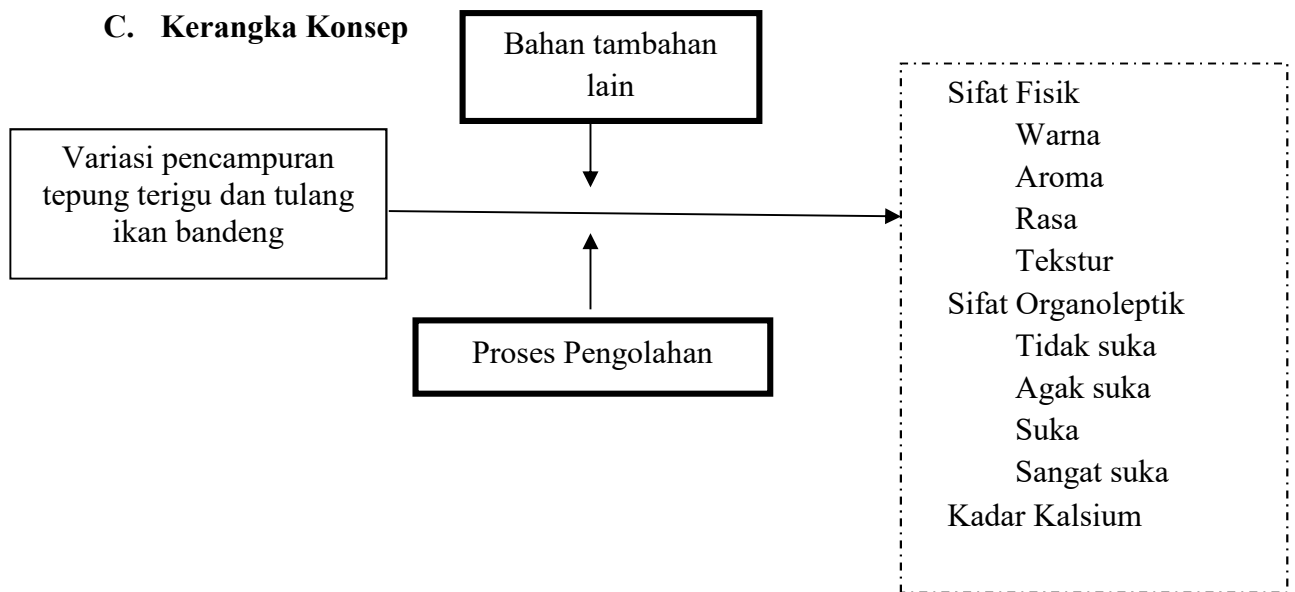 C. Kerangka Konsep
Bahan tambahan
lain
Variasi pencampuran
tepung terigu dan tulang
ikan bandeng
Proses Pengolahan
Sifat Fisik
Warna
Aroma
Rasa
Tekstur
Sifat Organoleptik
Tidak suka
Agak suka
Suka
Sangat suka
Kadar Kalsium